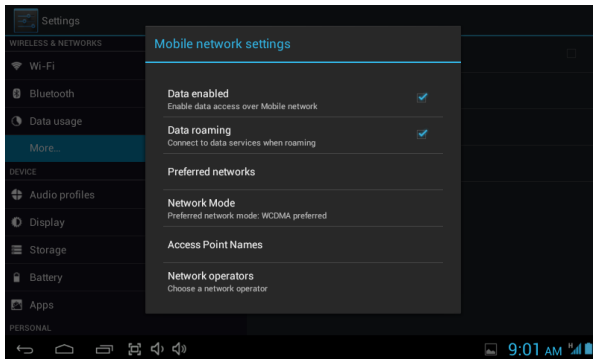 Settings
WIRELESS & NETWORKS
Wi-Fi
Bluetooth
Data usage
More...
DEVICE
Audio profiles
Display
Storage
Battery
Apps
PERSONAL
Mobile network settings
Data enabled
Enable data access over Mobile network
Data roaming
Connect to data services when roaming
Preferred networks
Network Mode
Preferred network mode: WCDMA preferred
Access Point Names
Network operators
Choose a network operator
9:01 AM H